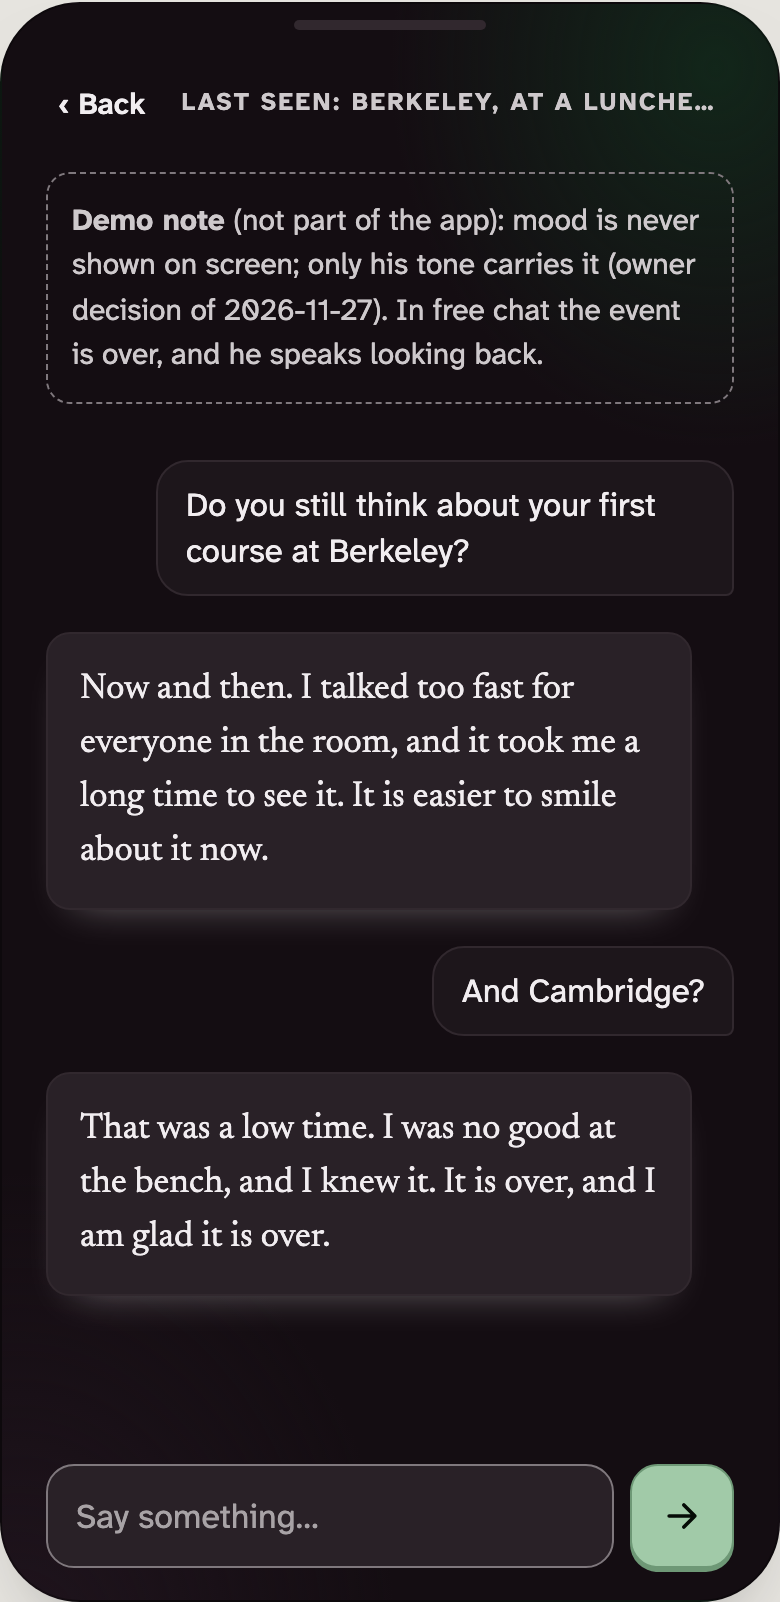 ‹ Back LAST SEEN: BERKELEY, AT A LUNCHE…
Demo note (not part of the app): mood is never
shown on screen; only his tone carries it (owner
decision of 2026-11-27). In free chat the event
is over, and he speaks looking back.
Do you still think about your first
course at Berkeley?
Now and then. I talked too fast for
everyone in the room, and it took me a
long time to see it. It is easier to smile
about it now.
And Cambridge?
That was a low time. I was no good at
the bench, and I knew it. It is over, and I
am glad it is over.
Say something…